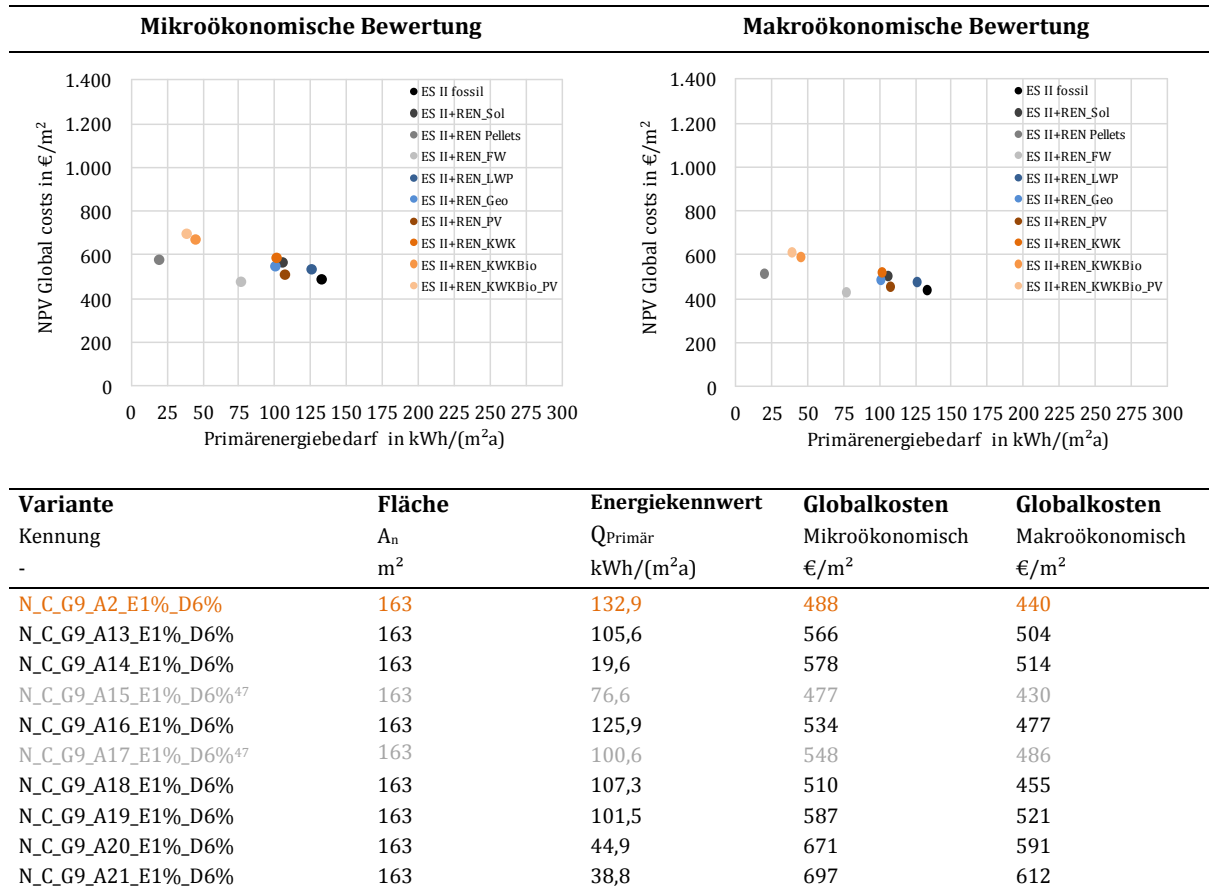 Mikroökonomische Bewertung
Makroökonomische Bewertung
NPV Global costs in €/m²
1.400
1.200
1.000
800
600
400
200
0
0 25 50 75 100 125 150 175 200 225 250 275 300
Primärenergiebedarf in kWh/(m²a)
ES II fossil
ES II+REN_Sol
ES II+REN Pellets
ES II+REN_FW
ES II+REN_LWP
ES II+REN_Geo
ES II+REN_PV
ES II+REN_KWK
ES II+REN_KWKBio
ES II+REN_KWKBio_PV
NPV Global costs in €/m²
1.400
1.200
1.000
800
600
400
200
0
0 25 50 75 100 125 150 175 200 225 250 275 300
Primärenergiebedarf in kWh/(m²a)
ES II fossil
ES II+REN_Sol
ES II+REN Pellets
ES II+REN_FW
ES II+REN_LWP
ES II+REN_Geo
ES II+REN_PV
ES II+REN_KWK
ES II+REN_KWKBio
ES II+REN_KWKBio_PV
Variante Fläche Energiekennwert Globalkosten Globalkosten
Kennung An QPrimär Mikroökonomisch Makroökonomisch
- m² kWh/(m²a) €/m² €/m²
N_C_G9_A2_E1%_D6% 163 132,9 488 440
N_C_G9_A13_E1%_D6% 163 105,6 566 504
N_C_G9_A14_E1%_D6% 163 19,6 578 514
N_C_G9_A15_E1%_D6%⁴⁷ 163 76,6 477 430
N_C_G9_A16_E1%_D6% 163 125,9 534 477
N_C_G9_A17_E1%_D6%⁴⁷ 163 100,6 548 486
N_C_G9_A18_E1%_D6% 163 107,3 510 455
N_C_G9_A19_E1%_D6% 163 101,5 587 521
N_C_G9_A20_E1%_D6% 163 44,9 671 591
N_C_G9_A21_E1%_D6% 163 38,8 697 612